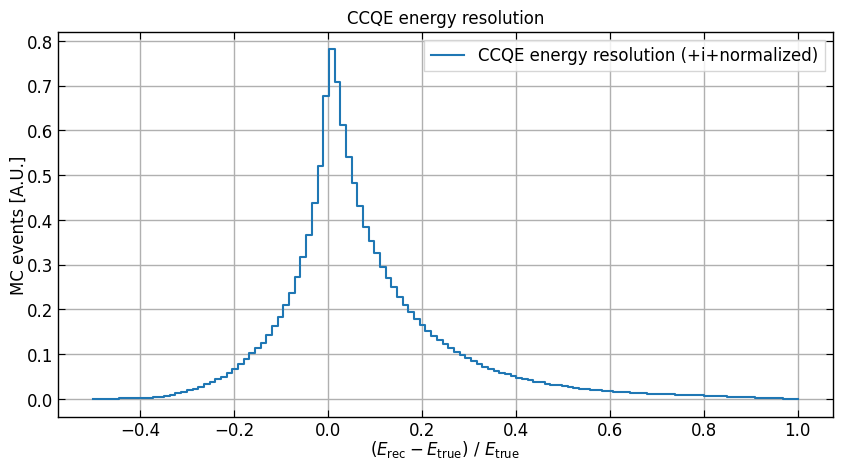 CCQE energy resolution
CCQE energy resolution (+i+normalized)
MC events [A.U.]
0.8
0.7
0.6
0.5
0.4
0.3
0.2
0.1
0.0
−0.4 −0.2 0.0 0.2 0.4 0.6 0.8 1.0
(E_rec − E_true) / E_true